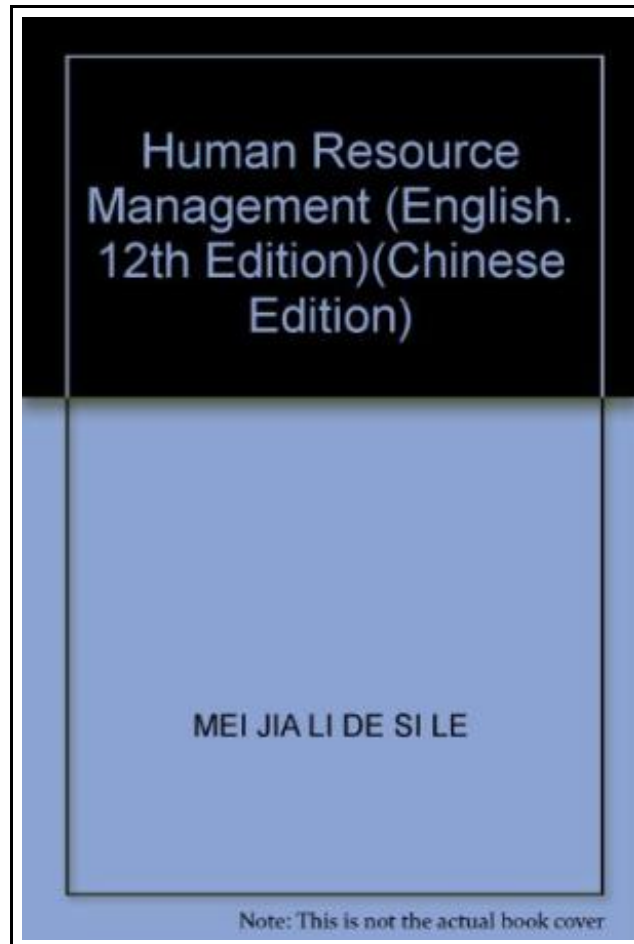 Human Resource
Management (English.
12th Edition)(Chinese
Edition)
MEI JIA LI DE SI LE
Note: This is not the actual book cover